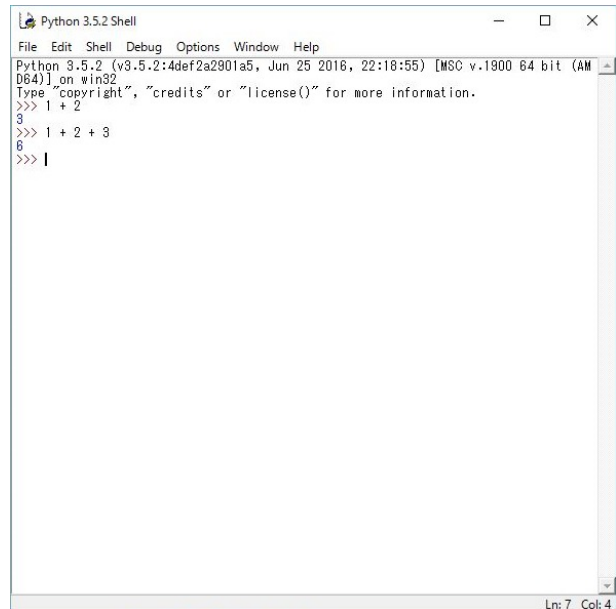 Python 3.5.2 Shell
File Edit Shell Debug Options Window Help
Python 3.5.2 (v3.5.2:4def2a2901a5, Jun 25 2016, 22:18:55) [MSC v.1900 64 bit (AM
D64)] on win32
Type "copyright", "credits" or "license()" for more information.
>>> 1 + 2
3
>>> 1 + 2 + 3
6
>>>
Ln: 7 Col: 4